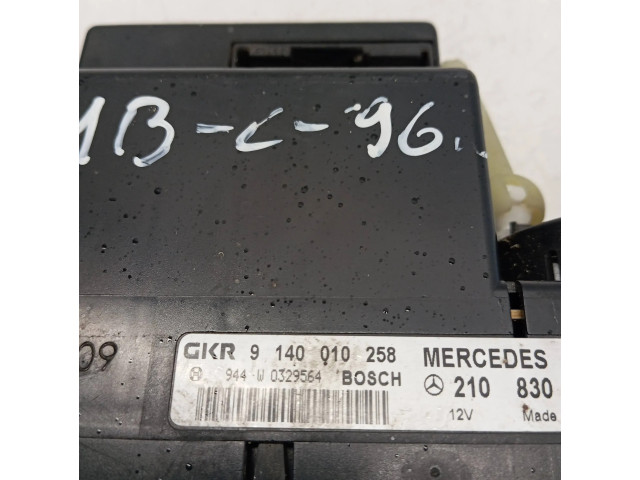 MB-C-96.
09
GKR 9 140 010 258 MERCEDES
944 W 0329564 BOSCH 210 830
12V Made